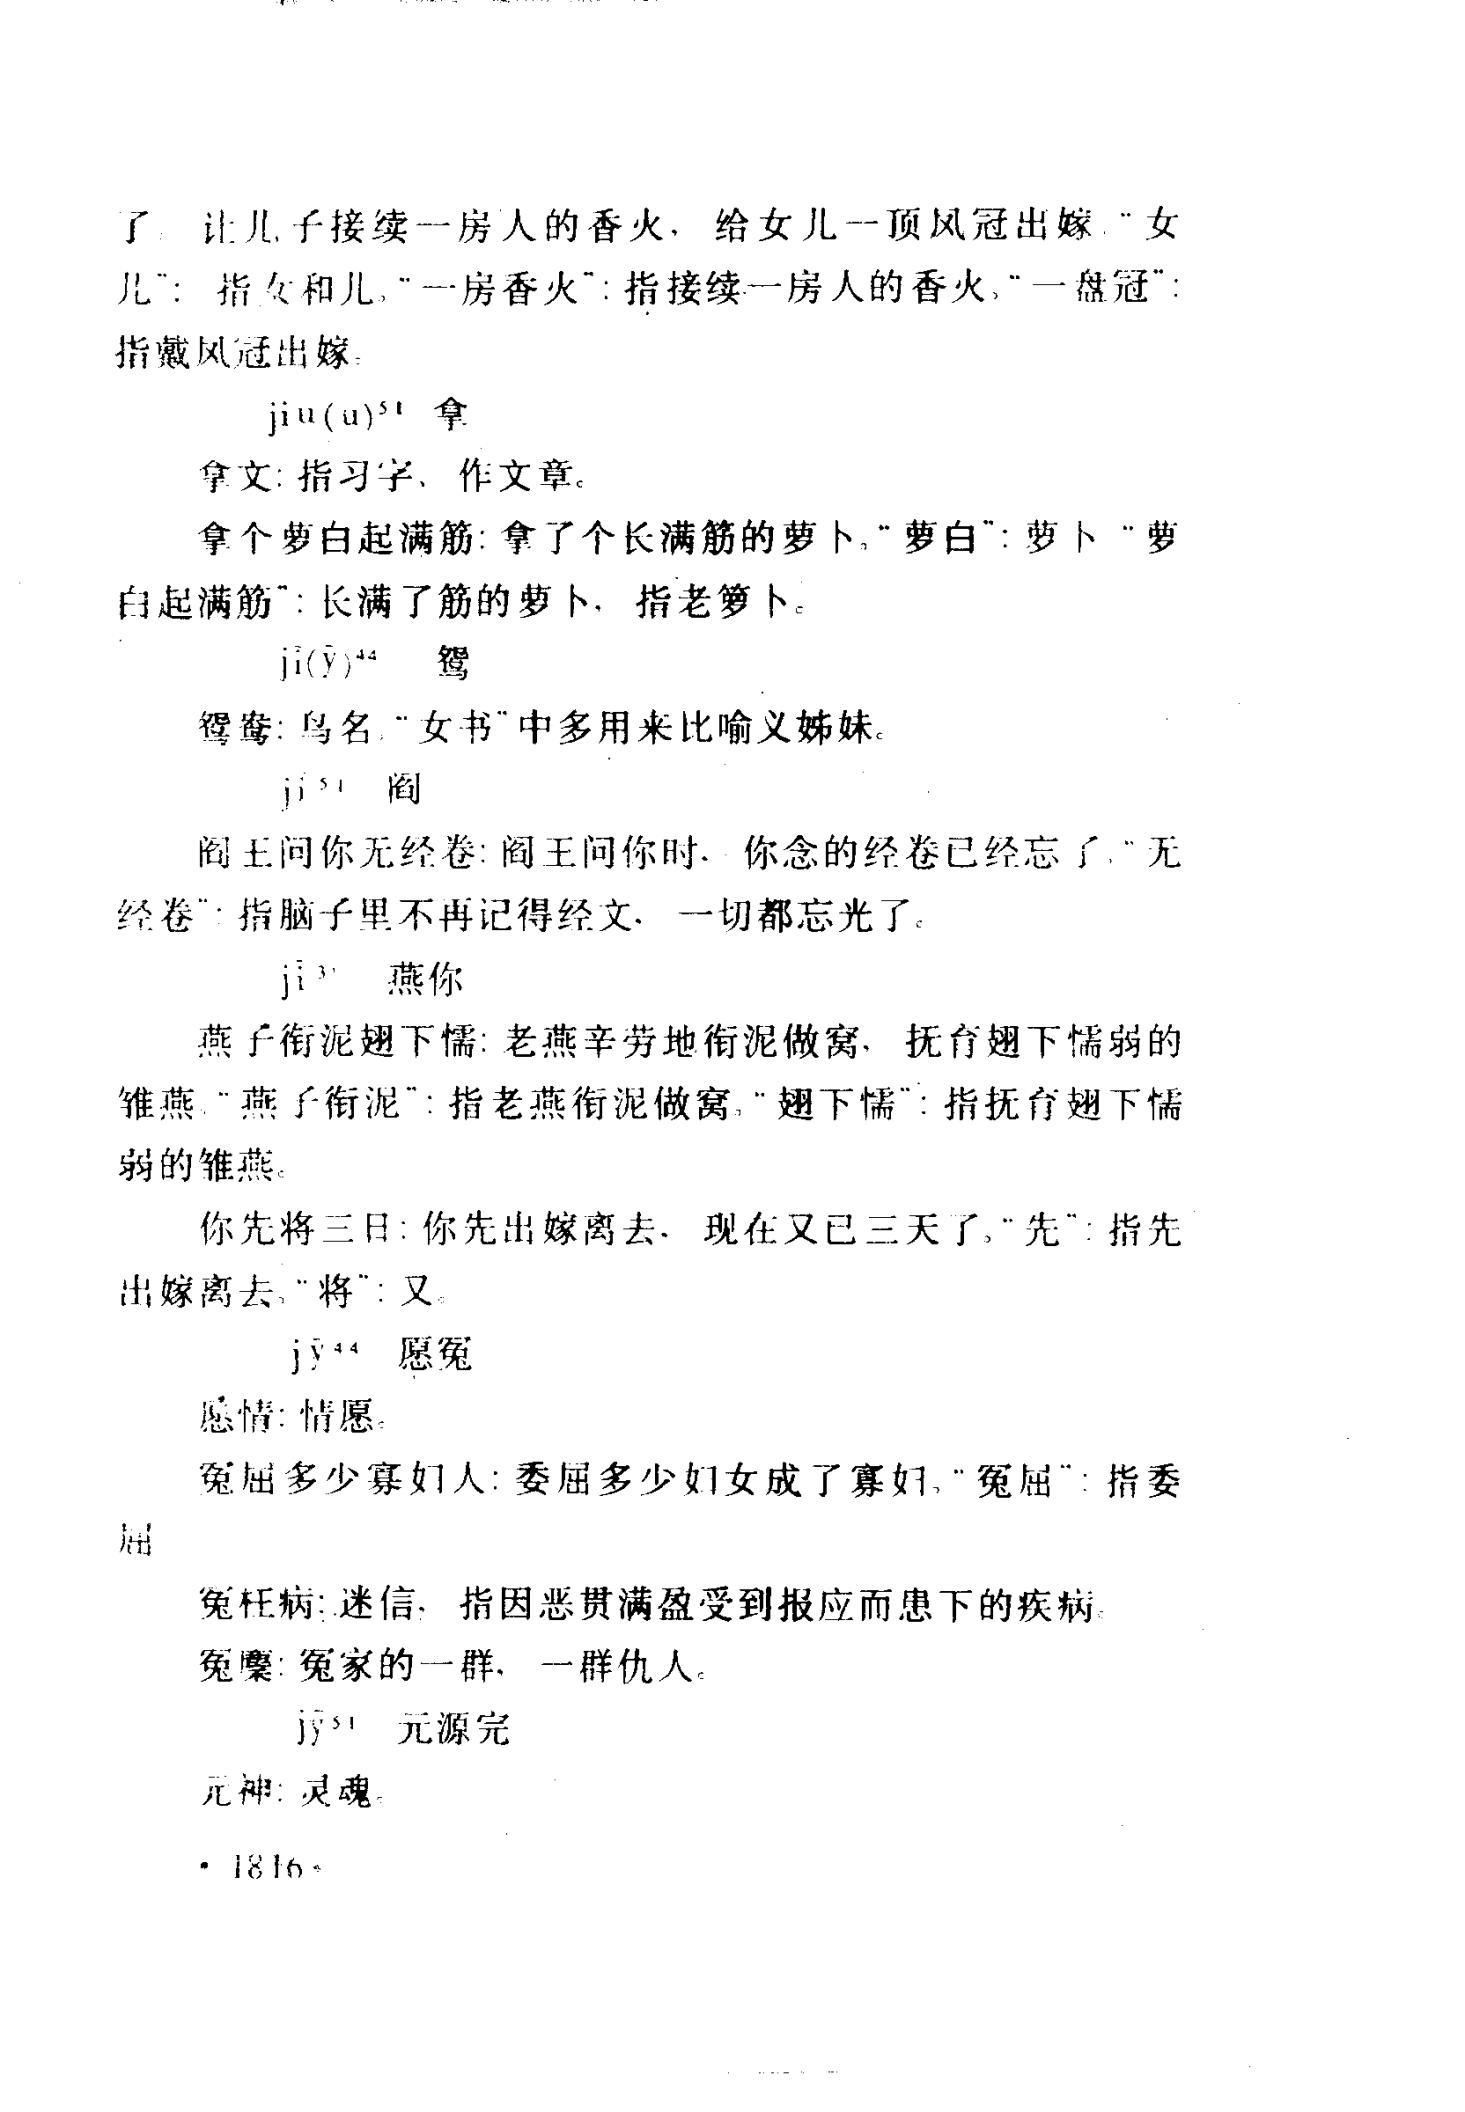 了 让儿子接续一房人的香火，给女儿一顶风冠出嫁。“女
儿”：指女和儿。“一房香火”：指接续一房人的香火。“一盘冠”：
指戴风冠出嫁。
jiu(u)⁵¹ 拿
拿文：指习字、作文章。
拿个萝白起满筋：拿了个长满筋的萝卜。“萝白”：萝卜 “萝
白起满筋”：长满了筋的萝卜，指老箩卜。
jī(ȳ)⁴⁴ 鸳
鸳鸯：鸟名。“女书”中多用来比喻义姊妹。
jī⁵¹ 阎
阎王问你无经卷：阎王问你时，你念的经卷已经忘了。“无
经卷”：指脑子里不再记得经文，一切都忘光了。
jī³¹ 燕你
燕子衔泥翅下懦：老燕辛劳地衔泥做窝，抚育翅下懦弱的
雏燕。“燕子衔泥”：指老燕衔泥做窝。“翅下懦”：指抚育翅下懦
弱的雏燕。
你先将三日：你先出嫁离去，现在又已三天了。“先”：指先
出嫁离去。“将”：又。
jȳ⁴⁴ 愿冤
愿情：情愿。
冤屈多少寡妇人：委屈多少妇女成了寡妇。“冤屈”：指委
屈
冤枉病：迷信，指因恶贯满盈受到报应而患下的疾病。
冤麇：冤家的一群，一群仇人。
jȳ⁵¹ 元源完
元神：灵魂。
·1816·